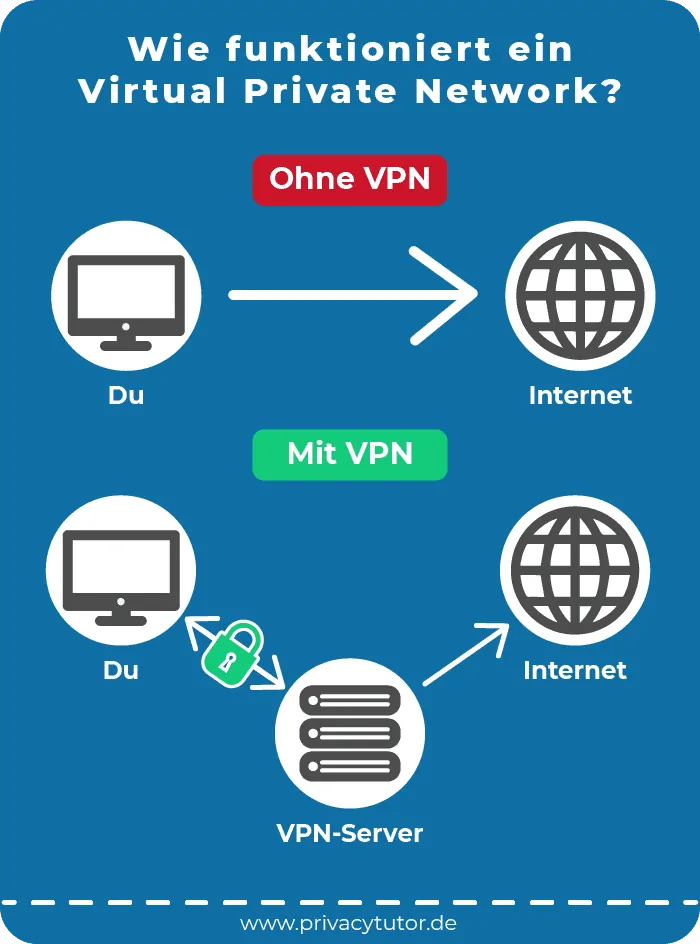 Wie funktioniert ein
Virtual Private Network?
Ohne VPN
Du
Internet
Mit VPN
Du
Internet
VPN-Server
www.privacytutor.de